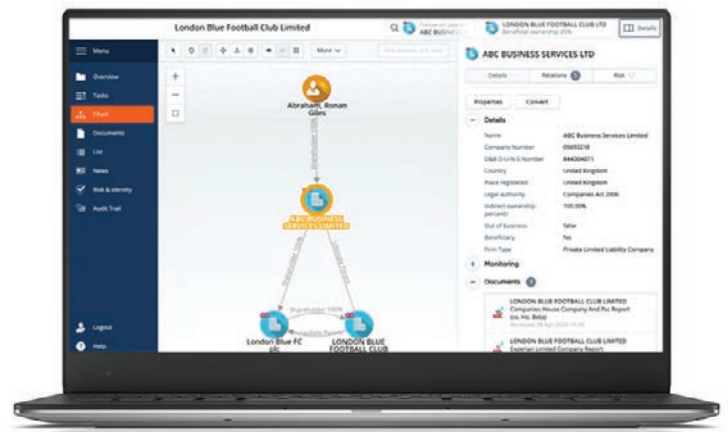 London Blue Football Club Limited
ABC BUSINESS
LONDON BLUE FOOTBALL CLUB LTD
Beneficial ownership 25%
Details
Menu
Overview
Tasks
Chart
Documents
List
News
Risk & Identity
Audit Trail
Logout
Help
More
Abraham, Ronan
Giles
Shareholder 100%
ABC BUSINESS
SERVICES LIMITED
Shareholder 100%
Shareholder 100%
London Blue FC
plc
LONDON BLUE
FOOTBALL CLUB
ABC BUSINESS SERVICES LTD
Details
Relations
Risk
Properties
Convert
Details
Name ABC Business Services Limited
Company Number
D&B D-U-N-S Number
Country United Kingdom
Place registered United Kingdom
Legal authority Companies Act 2006
Indirect ownership 100.00%
percent)
Out of business false
Beneficiary Yes
Firm Type Private Limited Liability Company
Monitoring
Documents
LONDON BLUE FOOTBALL CLUB LIMITED
Companies House Company And Psc Report
LONDON BLUE FOOTBALL CLUB LIMITED
Experian Limited Company Report